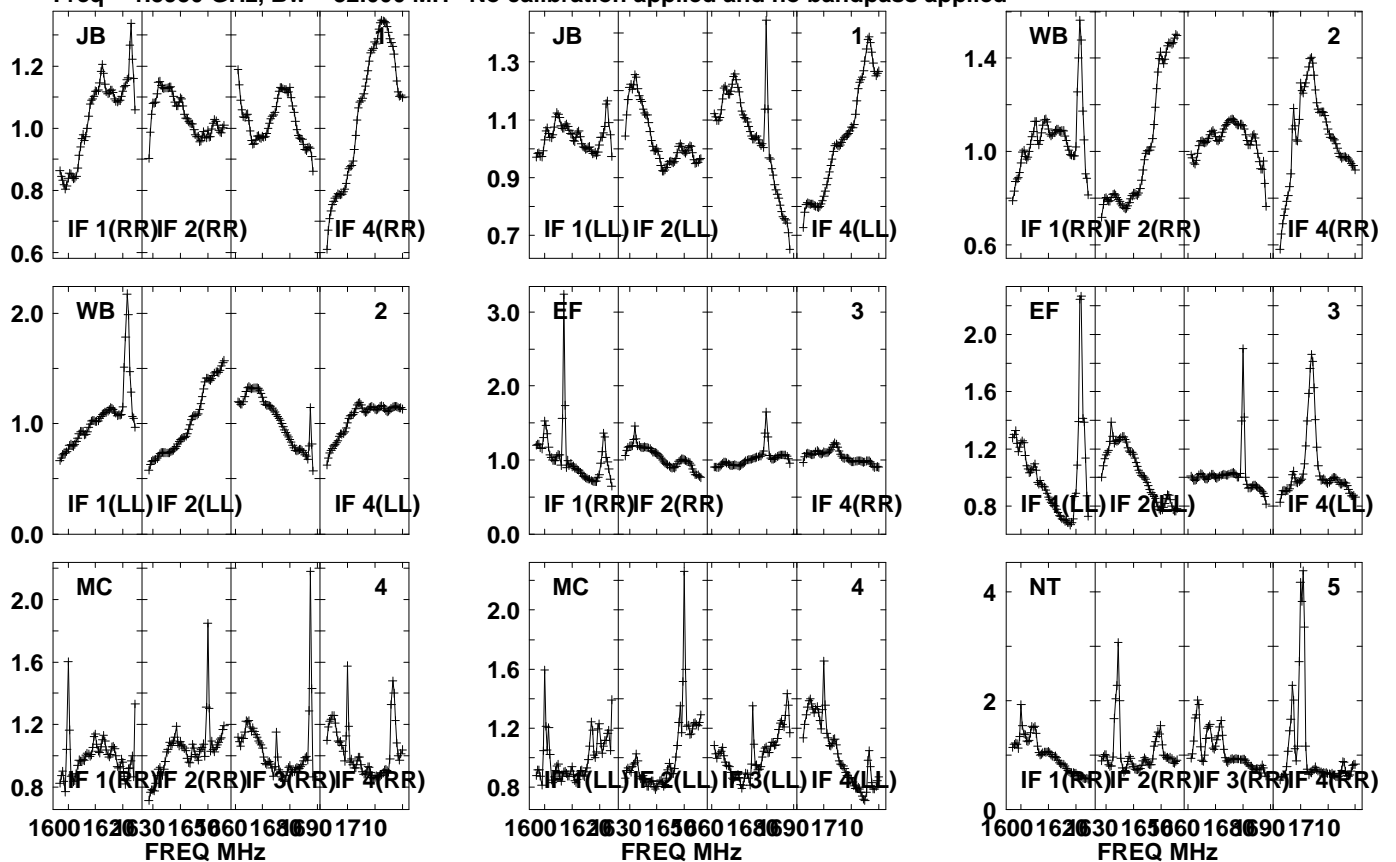 No calibration applied and no bandpass applied
JB 1
1.2
1.0
0.8
0.6
IF 1(RR) IF 2(RR) IF 4(RR)
JB 1
1.3
1.1
0.9
0.7
IF 1(LL) IF 2(LL) IF 4(LL)
WB 2
1.4
1.0
0.6
IF 1(RR) IF 2(RR) IF 4(RR)
WB 2
2.0
1.0
0.0
IF 1(LL) IF 2(LL) IF 4(LL)
EF 3
3.0
2.0
1.0
0.0
IF 1(RR) IF 2(RR) IF 4(RR)
EF 3
2.0
1.6
1.2
0.8
IF 1(LL) IF 2(LL) IF 4(LL)
MC 4
2.0
1.6
1.2
0.8
IF 1(RR) IF 2(RR) IF 3(RR) IF 4(RR)
MC 4
2.0
1.6
1.2
0.8
IF 1(LL) IF 2(LL) IF 3(LL) IF 4(LL)
NT 5
4
2
0
IF 1(RR) IF 2(RR) IF 3(RR) IF 4(RR)
1600 1620 1630 1650 1660 1680 1690 1710
1600 1620 1630 1650 1660 1680 1690 1710
1600 1620 1630 1650 1660 1680 1690 1710
FREQ MHz FREQ MHz FREQ MHz